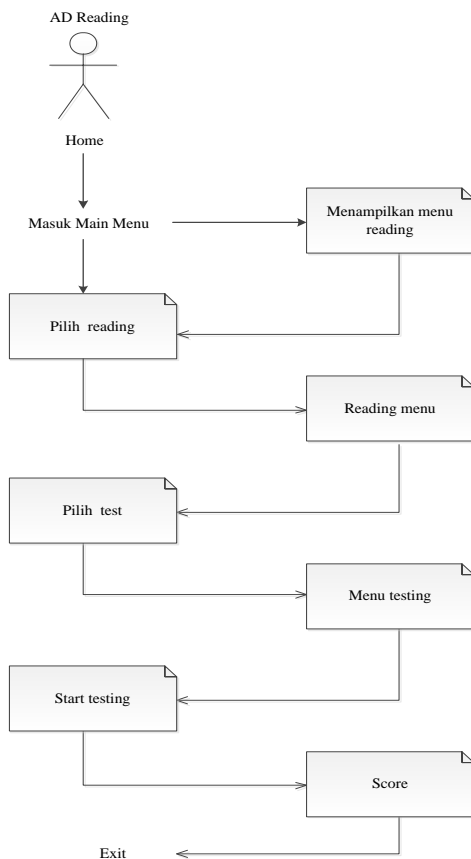 AD Reading
Home
Masuk Main Menu
Menampilkan menu
reading
Pilih reading
Reading menu
Pilih test
Menu testing
Start testing
Score
Exit